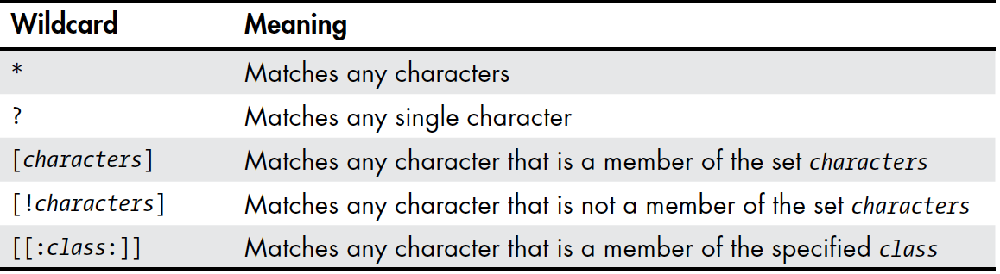 Wildcard Meaning
* Matches any characters
? Matches any single character
[characters] Matches any character that is a member of the set characters
[!characters] Matches any character that is not a member of the set characters
[[:class:]] Matches any character that is a member of the specified class